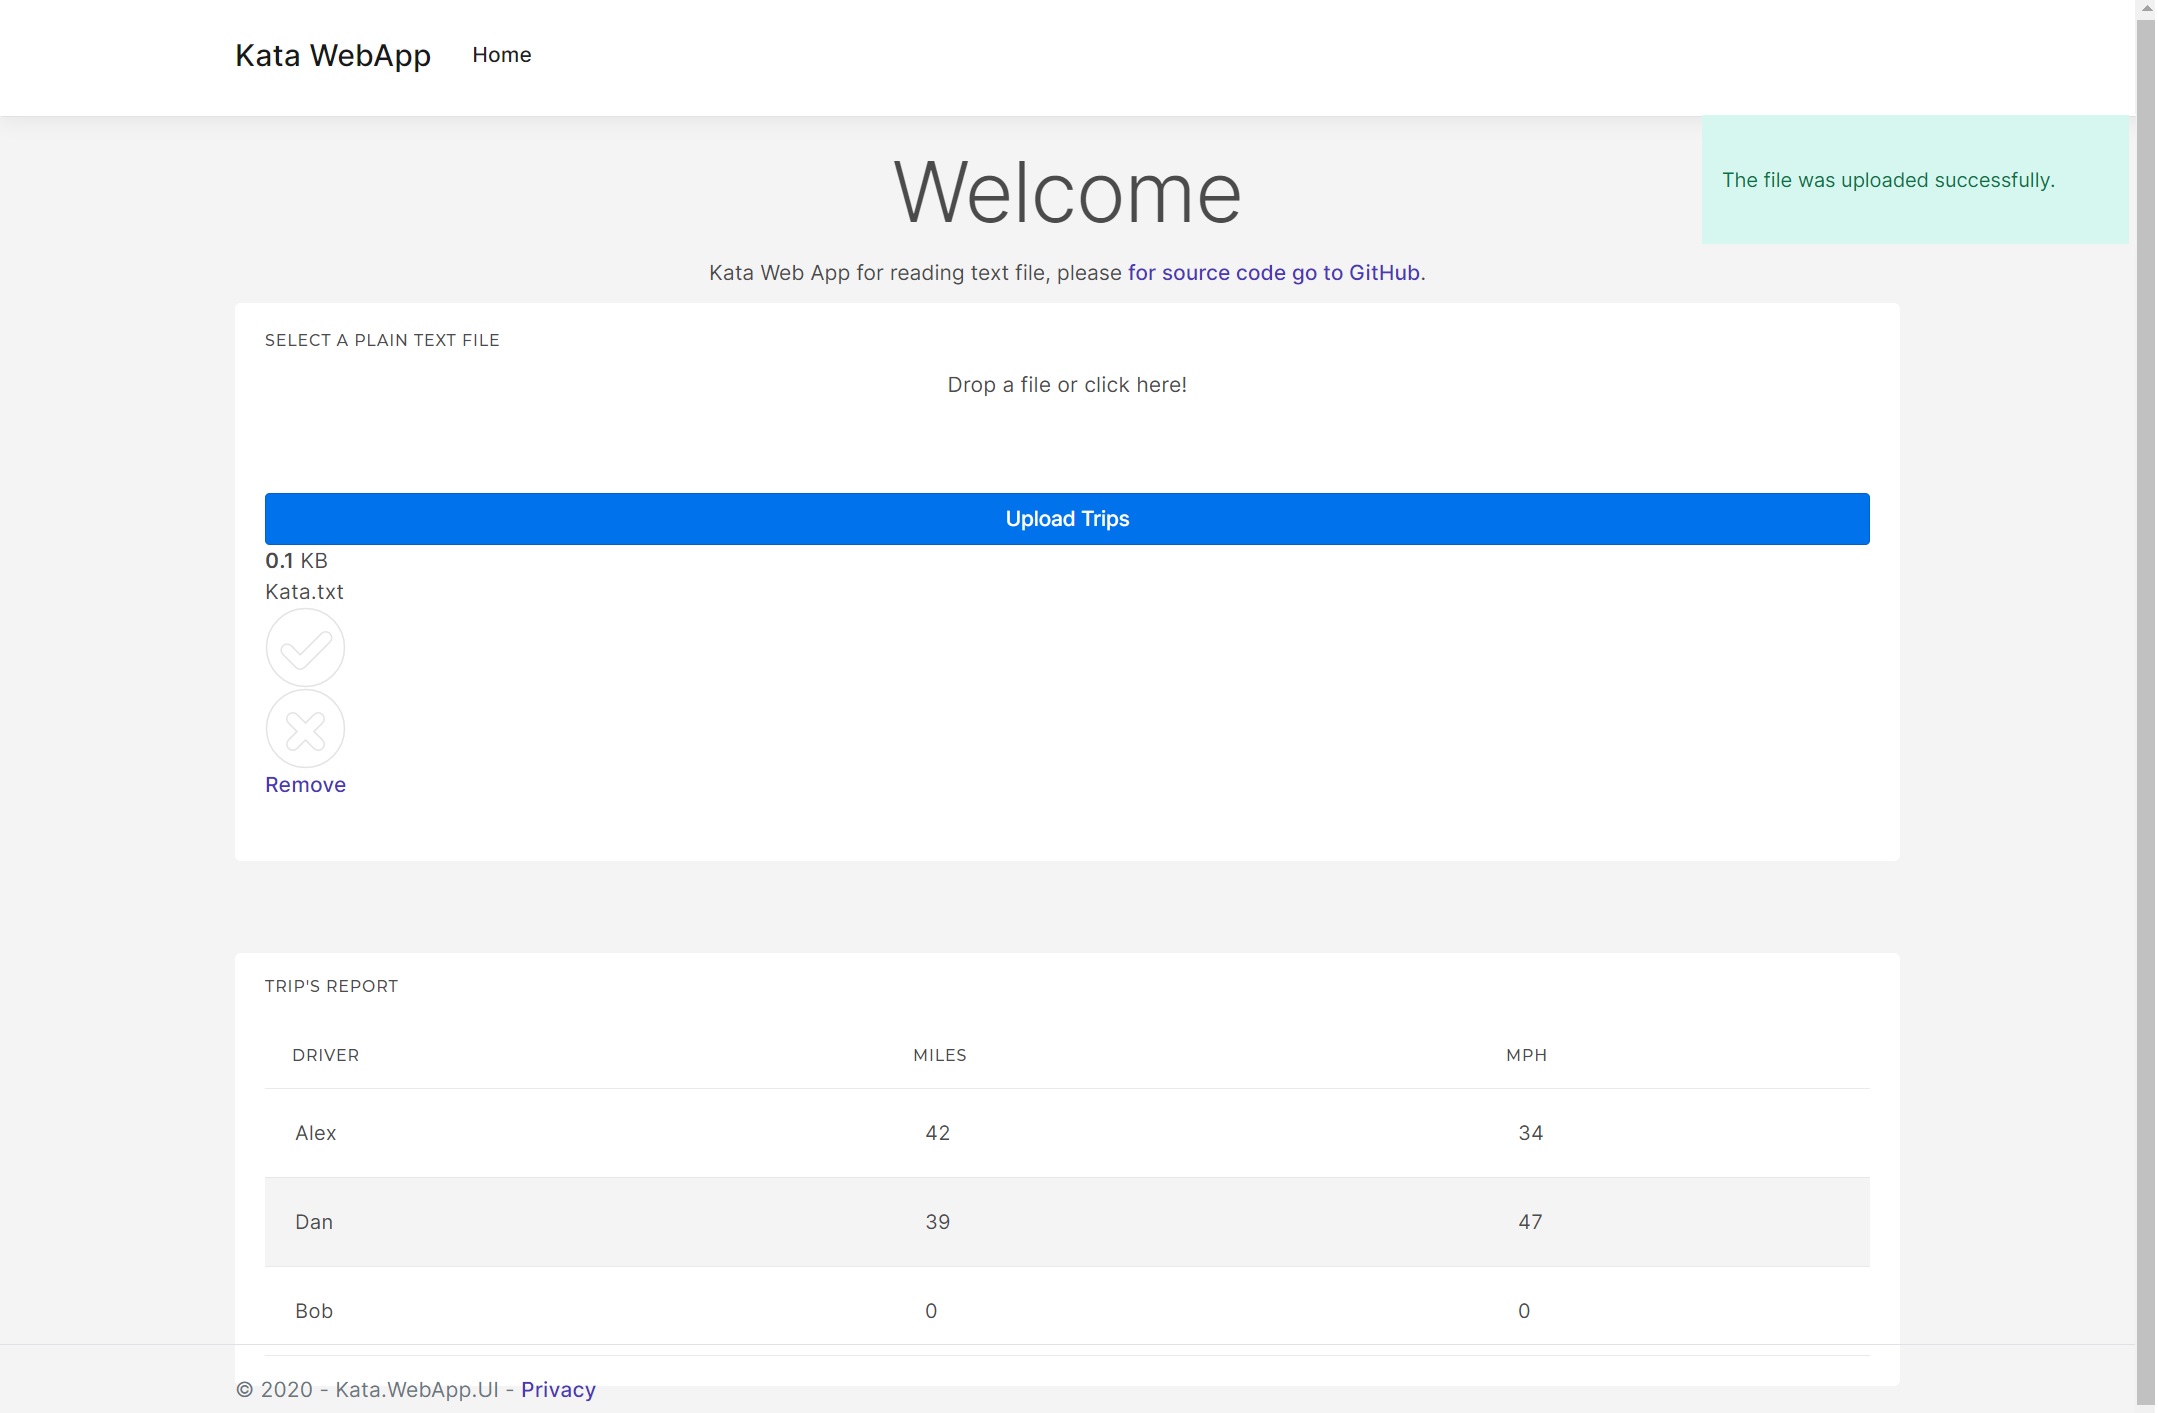 Kata WebApp Home
The file was uploaded successfully.
Welcome
Kata Web App for reading text file, please for source code go to GitHub.
SELECT A PLAIN TEXT FILE
Drop a file or click here!
Upload Trips
0.1 KB
Kata.txt
Remove
TRIP'S REPORT
DRIVER MILES MPH
Alex 42 34
Dan 39 47
Bob 0 0
© 2020 - Kata.WebApp.UI - Privacy